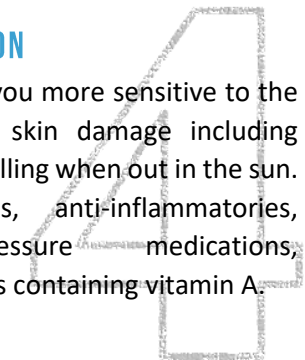 ON
you more sensitive to the
skin damage including
lling when out in the sun.
s, anti-inflammatories,
essure medications,
s containing vitamin A.
4